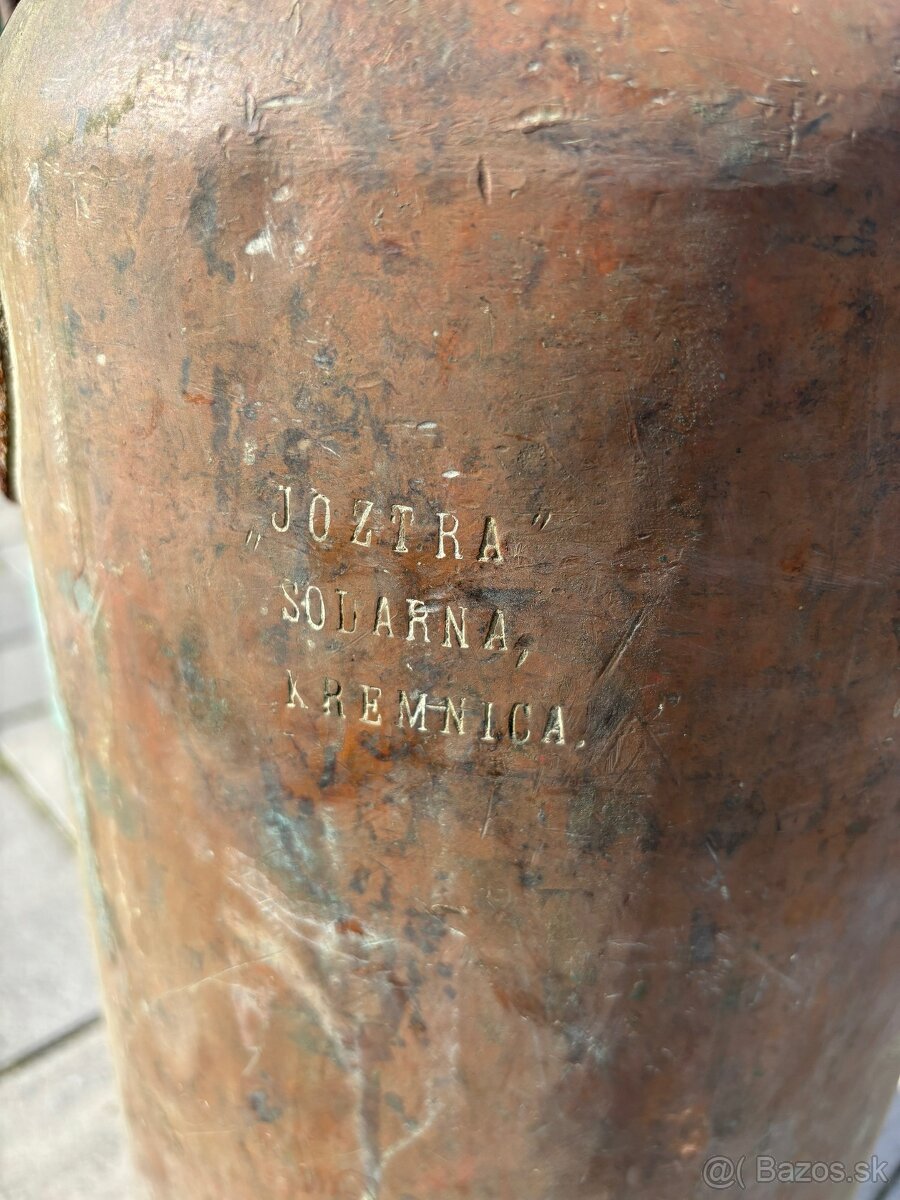 „JOZTRA”
SOLARNA,
KREMNICA.
@( Bazos.sk